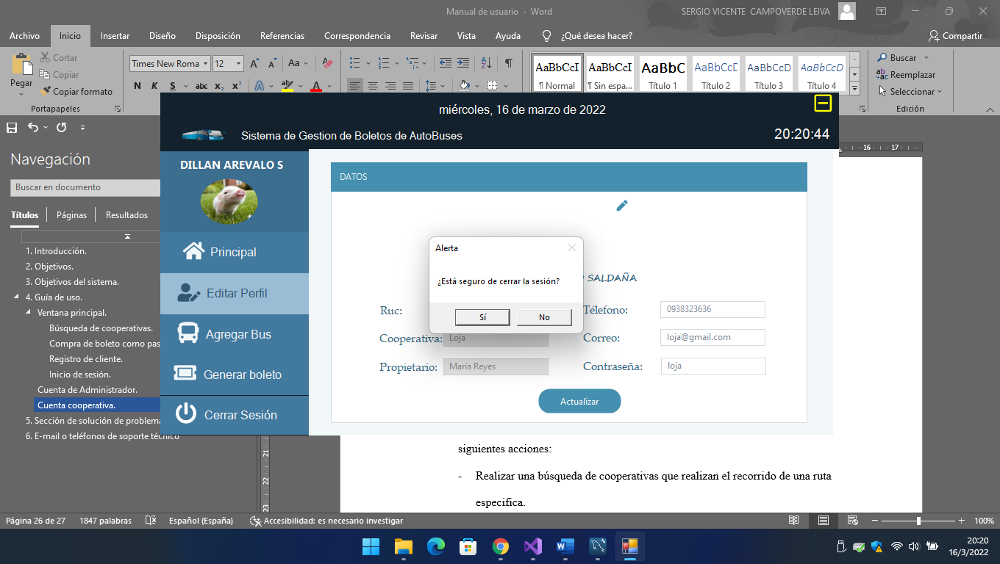 Manual de usuario - Word
SERGIO VICENTE CAMPOVERDE LEIVA
Archivo Inicio Insertar Diseño Disposición Referencias Correspondencia Revisar Vista Ayuda ¿Qué desea hacer? Compartir
Pegar
Cortar
Copiar
Copiar formato
Portapapeles
Times New Roma 12
N K S abc x₂ x²
AaBbCcI ¶ Normal
AaBbCcI ¶ Sin espa...
AaBbC Título 1
AaBbCc Título 2
AaBbCcD Título 3
AaBbCcD Título 4
Buscar
Reemplazar
Seleccionar
Edición
miércoles, 16 de marzo de 2022
Sistema de Gestion de Boletos de AutoBuses
20:20:44
16 17
Navegación
Buscar en documento
Títulos Páginas Resultados
1. Introducción.
2. Objetivos.
3. Objetivos del sistema.
4. Guía de uso.
Ventana principal.
Búsqueda de cooperativas.
Compra de boleto como pas
Registro de cliente.
Inicio de sesión.
Cuenta de Administrador.
Cuenta cooperativa.
5. Sección de solución de problema
6. E-mail o teléfonos de soporte técnico
DILLAN AREVALO S
Principal
Editar Perfil
Agregar Bus
Generar boleto
Cerrar Sesión
DATOS
Alerta
¿Está seguro de cerrar la sesión?
Sí No
SALDAÑA
Ruc:
Cooperativa: Loja
Propietario: María Reyes
Télefono: 0938323636
Correo: loja@gmail.com
Contraseña: loja
Actualizar
21
22
23
siguientes acciones:
- Realizar una búsqueda de cooperativas que realizan el recorrido de una ruta
especifica.
Página 26 de 27 1847 palabras Español (España) Accesibilidad: es necesario investigar 100%
20:20
16/3/2022